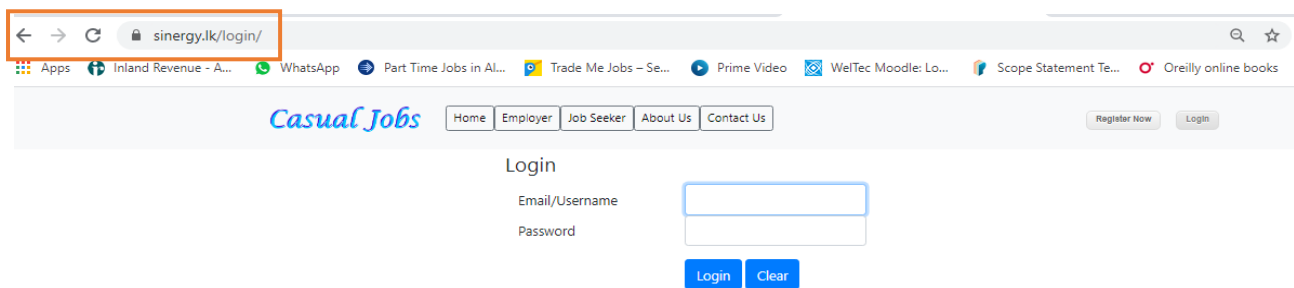 sinergy.lk/login/
Apps Inland Revenue - A... WhatsApp Part Time Jobs in Al... Trade Me Jobs – Se... Prime Video WelTec Moodle: Lo... Scope Statement Te... Oreilly online books
Casual Jobs Home Employer Job Seeker About Us Contact Us Register Now Login
Login
Email/Username
Password
Login Clear